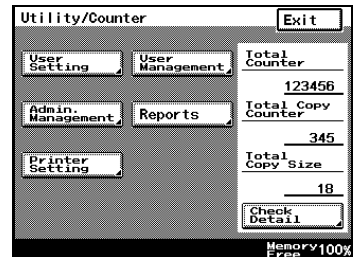 Utility/Counter
Exit
User
Setting
User
Management
Admin.
Management
Reports
Printer
Setting
Total
Counter
123456
Total Copy
Counter
345
Total
Copy Size
18
Check
Detail
Memory 100%
Free